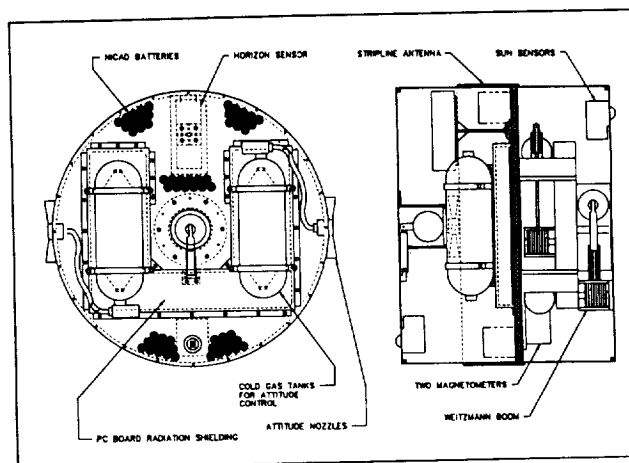 NICAD BATTERIES
HORIZON SENSOR
STRIPLINE ANTENNA
SUN SENSORS
COLD GAS TANKS
FOR ATTITUDE
CONTROL
ATTITUDE NOZZLES
PC BOARD RADIATION SHIELDING
TWO MAGNETOMETERS
WEITZMANN BOOM